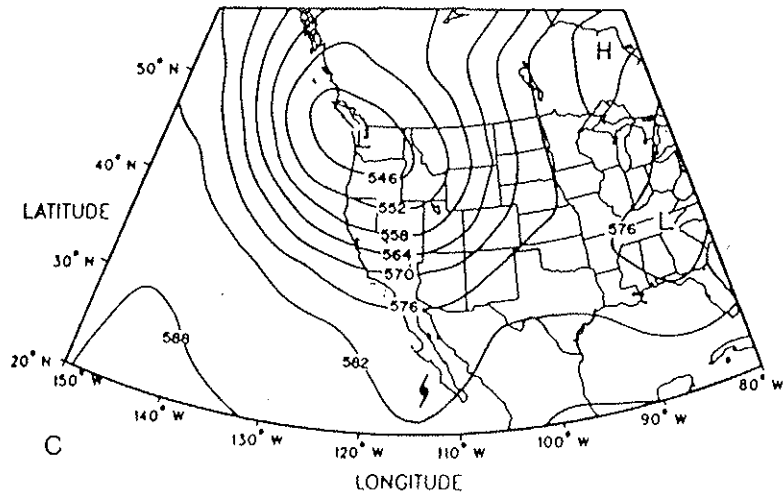 H
50° N
L
40° N
546
552
LATITUDE
L
576
558
564
30° N
570
576
588
582
20° N
150° W
80° W
140° W
90° W
130° W
120° W
110° W
100° W
C
LONGITUDE